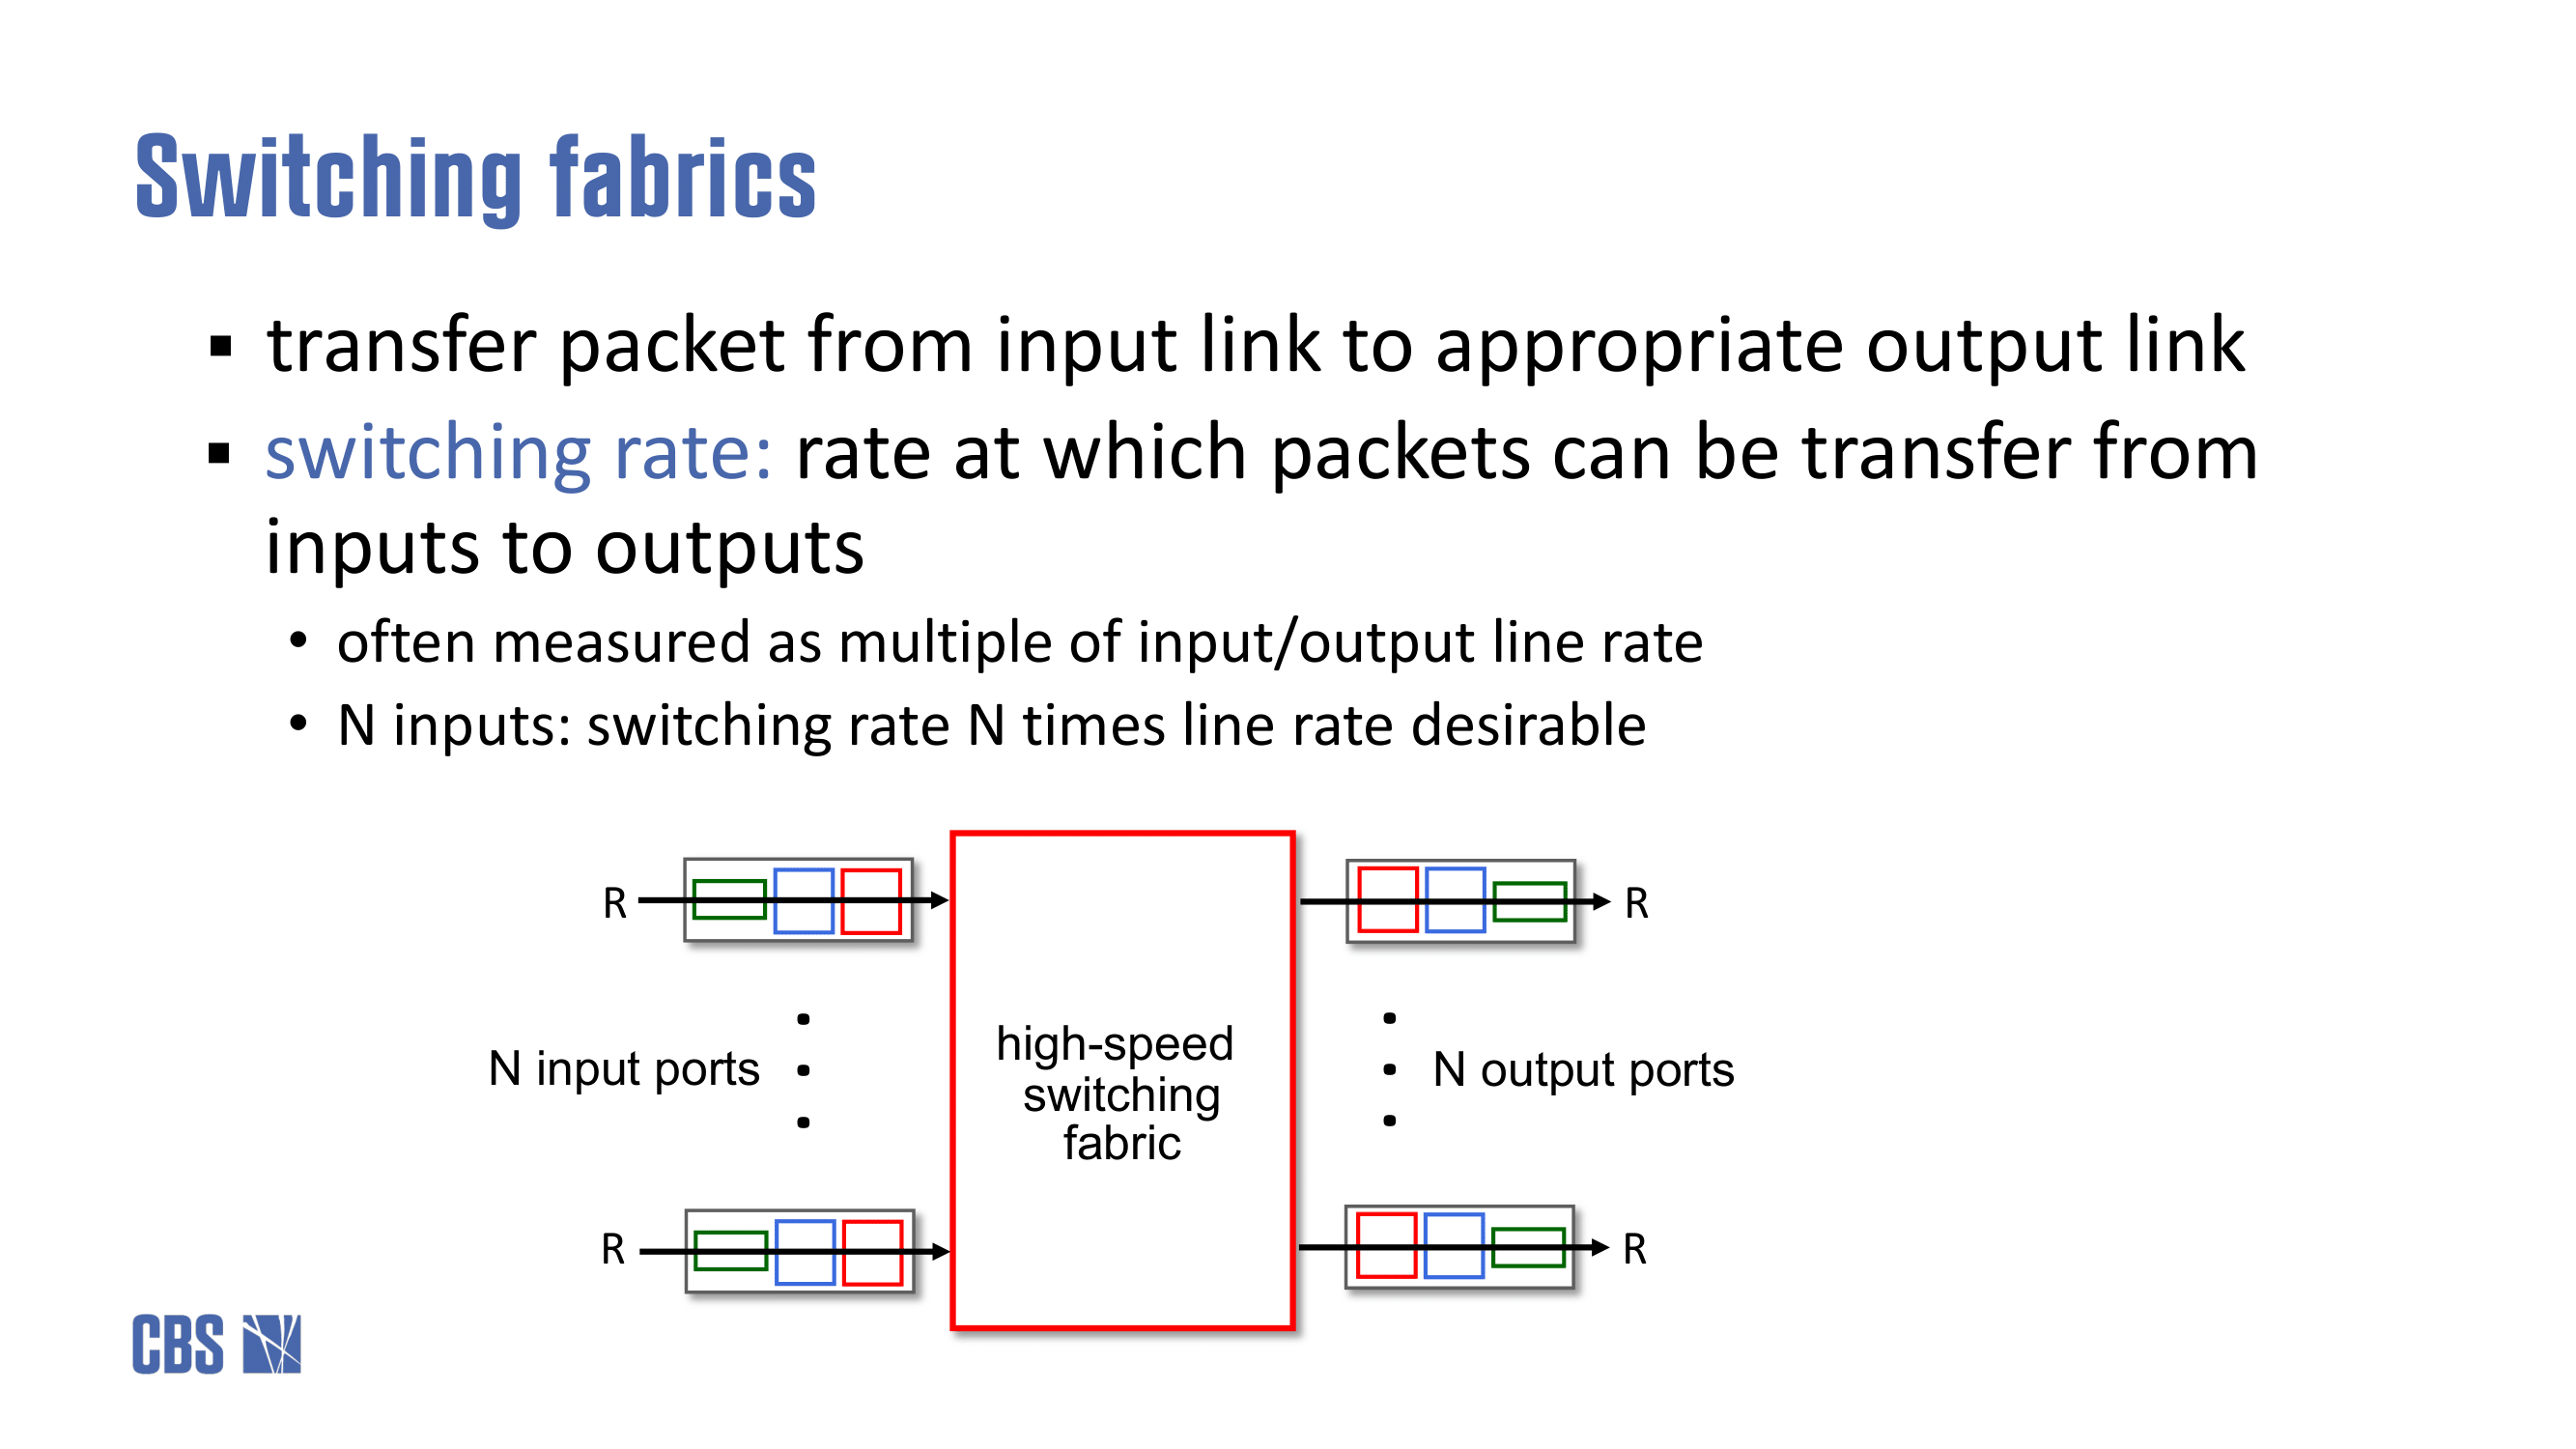 Switching fabrics
▪ transfer packet from input link to appropriate output link
▪ switching rate: rate at which packets can be transfer from
inputs to outputs
• often measured as multiple of input/output line rate
• N inputs: switching rate N times line rate desirable
R
R
N input ports
high-speed
switching
fabric
N output ports
R
R
CBS